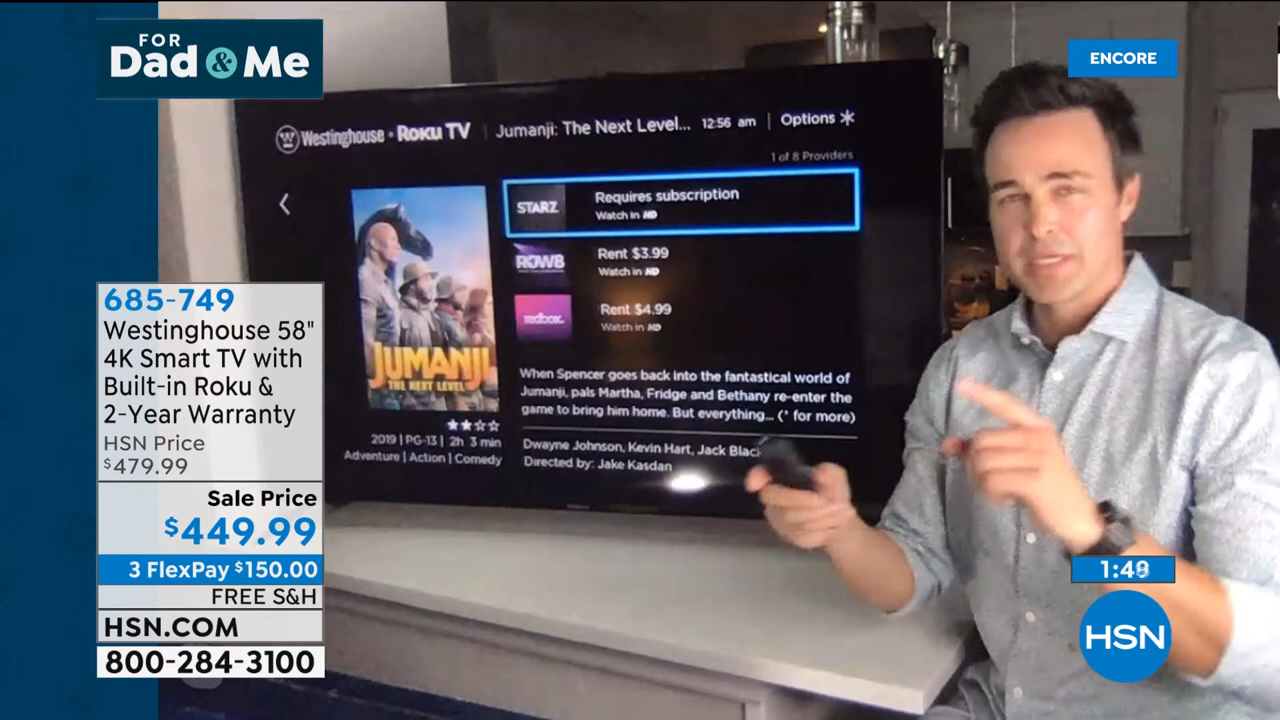 FOR
Dad & Me
ENCORE
Westinghouse • Roku TV | Jumanji: The Next Level... 12:56 am | Options *
1 of 8 Providers
STARZ
Requires subscription
Watch in HD
ROW8
Rent $3.99
Watch in HD
redbox.
Rent $4.99
Watch in HD
JUMANJI
THE NEXT LEVEL
2019 | PG-13 | 2h 3 min
Adventure | Action | Comedy
When Spencer goes back into the fantastical world of
Jumanji, pals Martha, Fridge and Bethany re-enter the
game to bring him home. But everything... (* for more)
Dwayne Johnson, Kevin Hart, Jack Blac
Directed by: Jake Kasdan
685-749
Westinghouse 58"
4K Smart TV with
Built-in Roku &
2-Year Warranty
HSN Price
$479.99
Sale Price
$449.99
3 FlexPay $150.00
FREE S&H
HSN.COM
800-284-3100
HSN